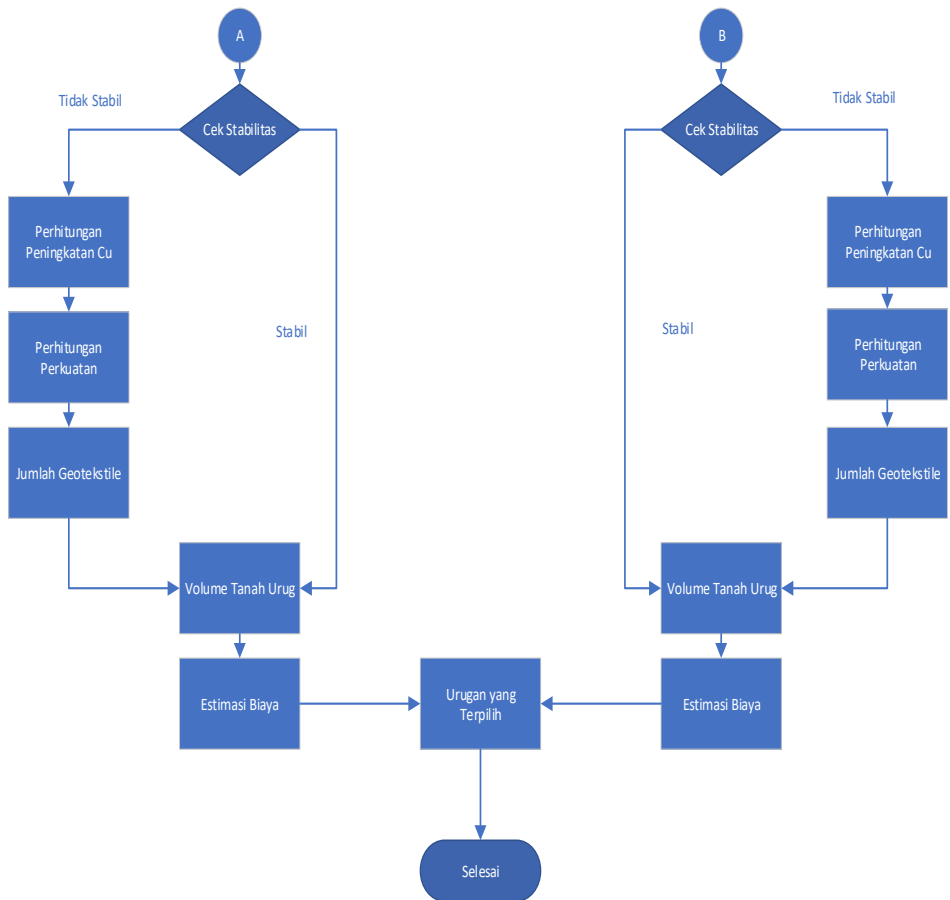 A
B
Tidak Stabil
Cek Stabilitas
Cek Stabilitas
Tidak Stabil
Perhitungan
Peningkatan Cu
Perhitungan
Peningkatan Cu
Stabil
Stabil
Perhitungan
Perkuatan
Perhitungan
Perkuatan
Jumlah Geotekstile
Jumlah Geotekstile
Volume Tanah Urug
Volume Tanah Urug
Estimasi Biaya
Urugan yang
Terpilih
Estimasi Biaya
Selesai